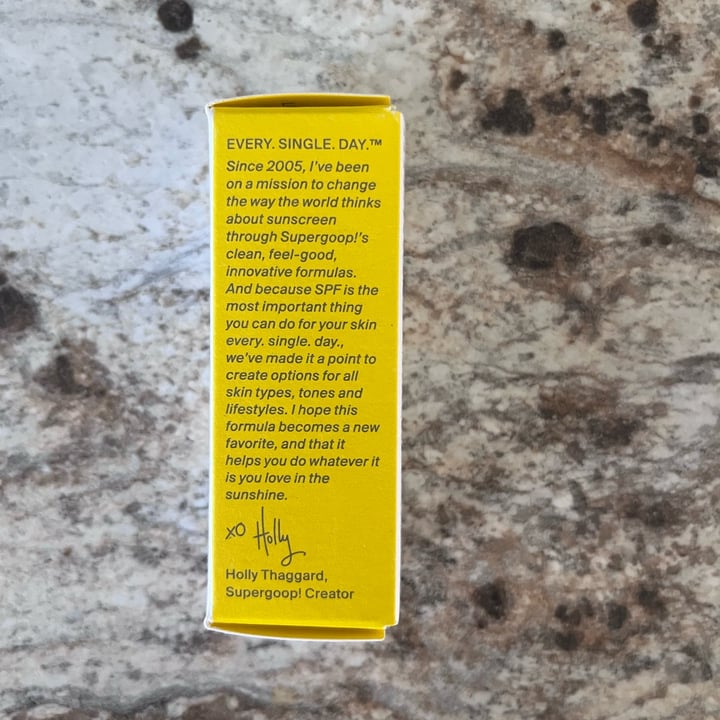 EVERY. SINGLE. DAY.™
Since 2005, I've been
on a mission to change
the way the world thinks
about sunscreen
through Supergoop!'s
clean, feel-good,
innovative formulas.
And because SPF is the
most important thing
you can do for your skin
every. single. day.,
we've made it a point to
create options for all
skin types, tones and
lifestyles. I hope this
formula becomes a new
favorite, and that it
helps you do whatever it
is you love in the
sunshine.
xo Holly
Holly Thaggard,
Supergoop! Creator